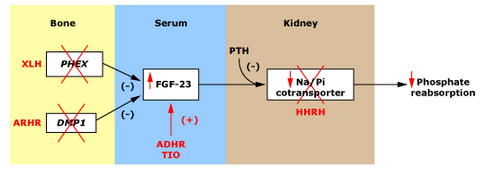 Bone Serum Kidney
XLH PHEX
(-)
FGF-23
PTH
(-)
Na/Pi
cotransporter
HHRH
Phosphate
reabsorption
ARHR DMP1
(-)
(+)
ADHR
TIO